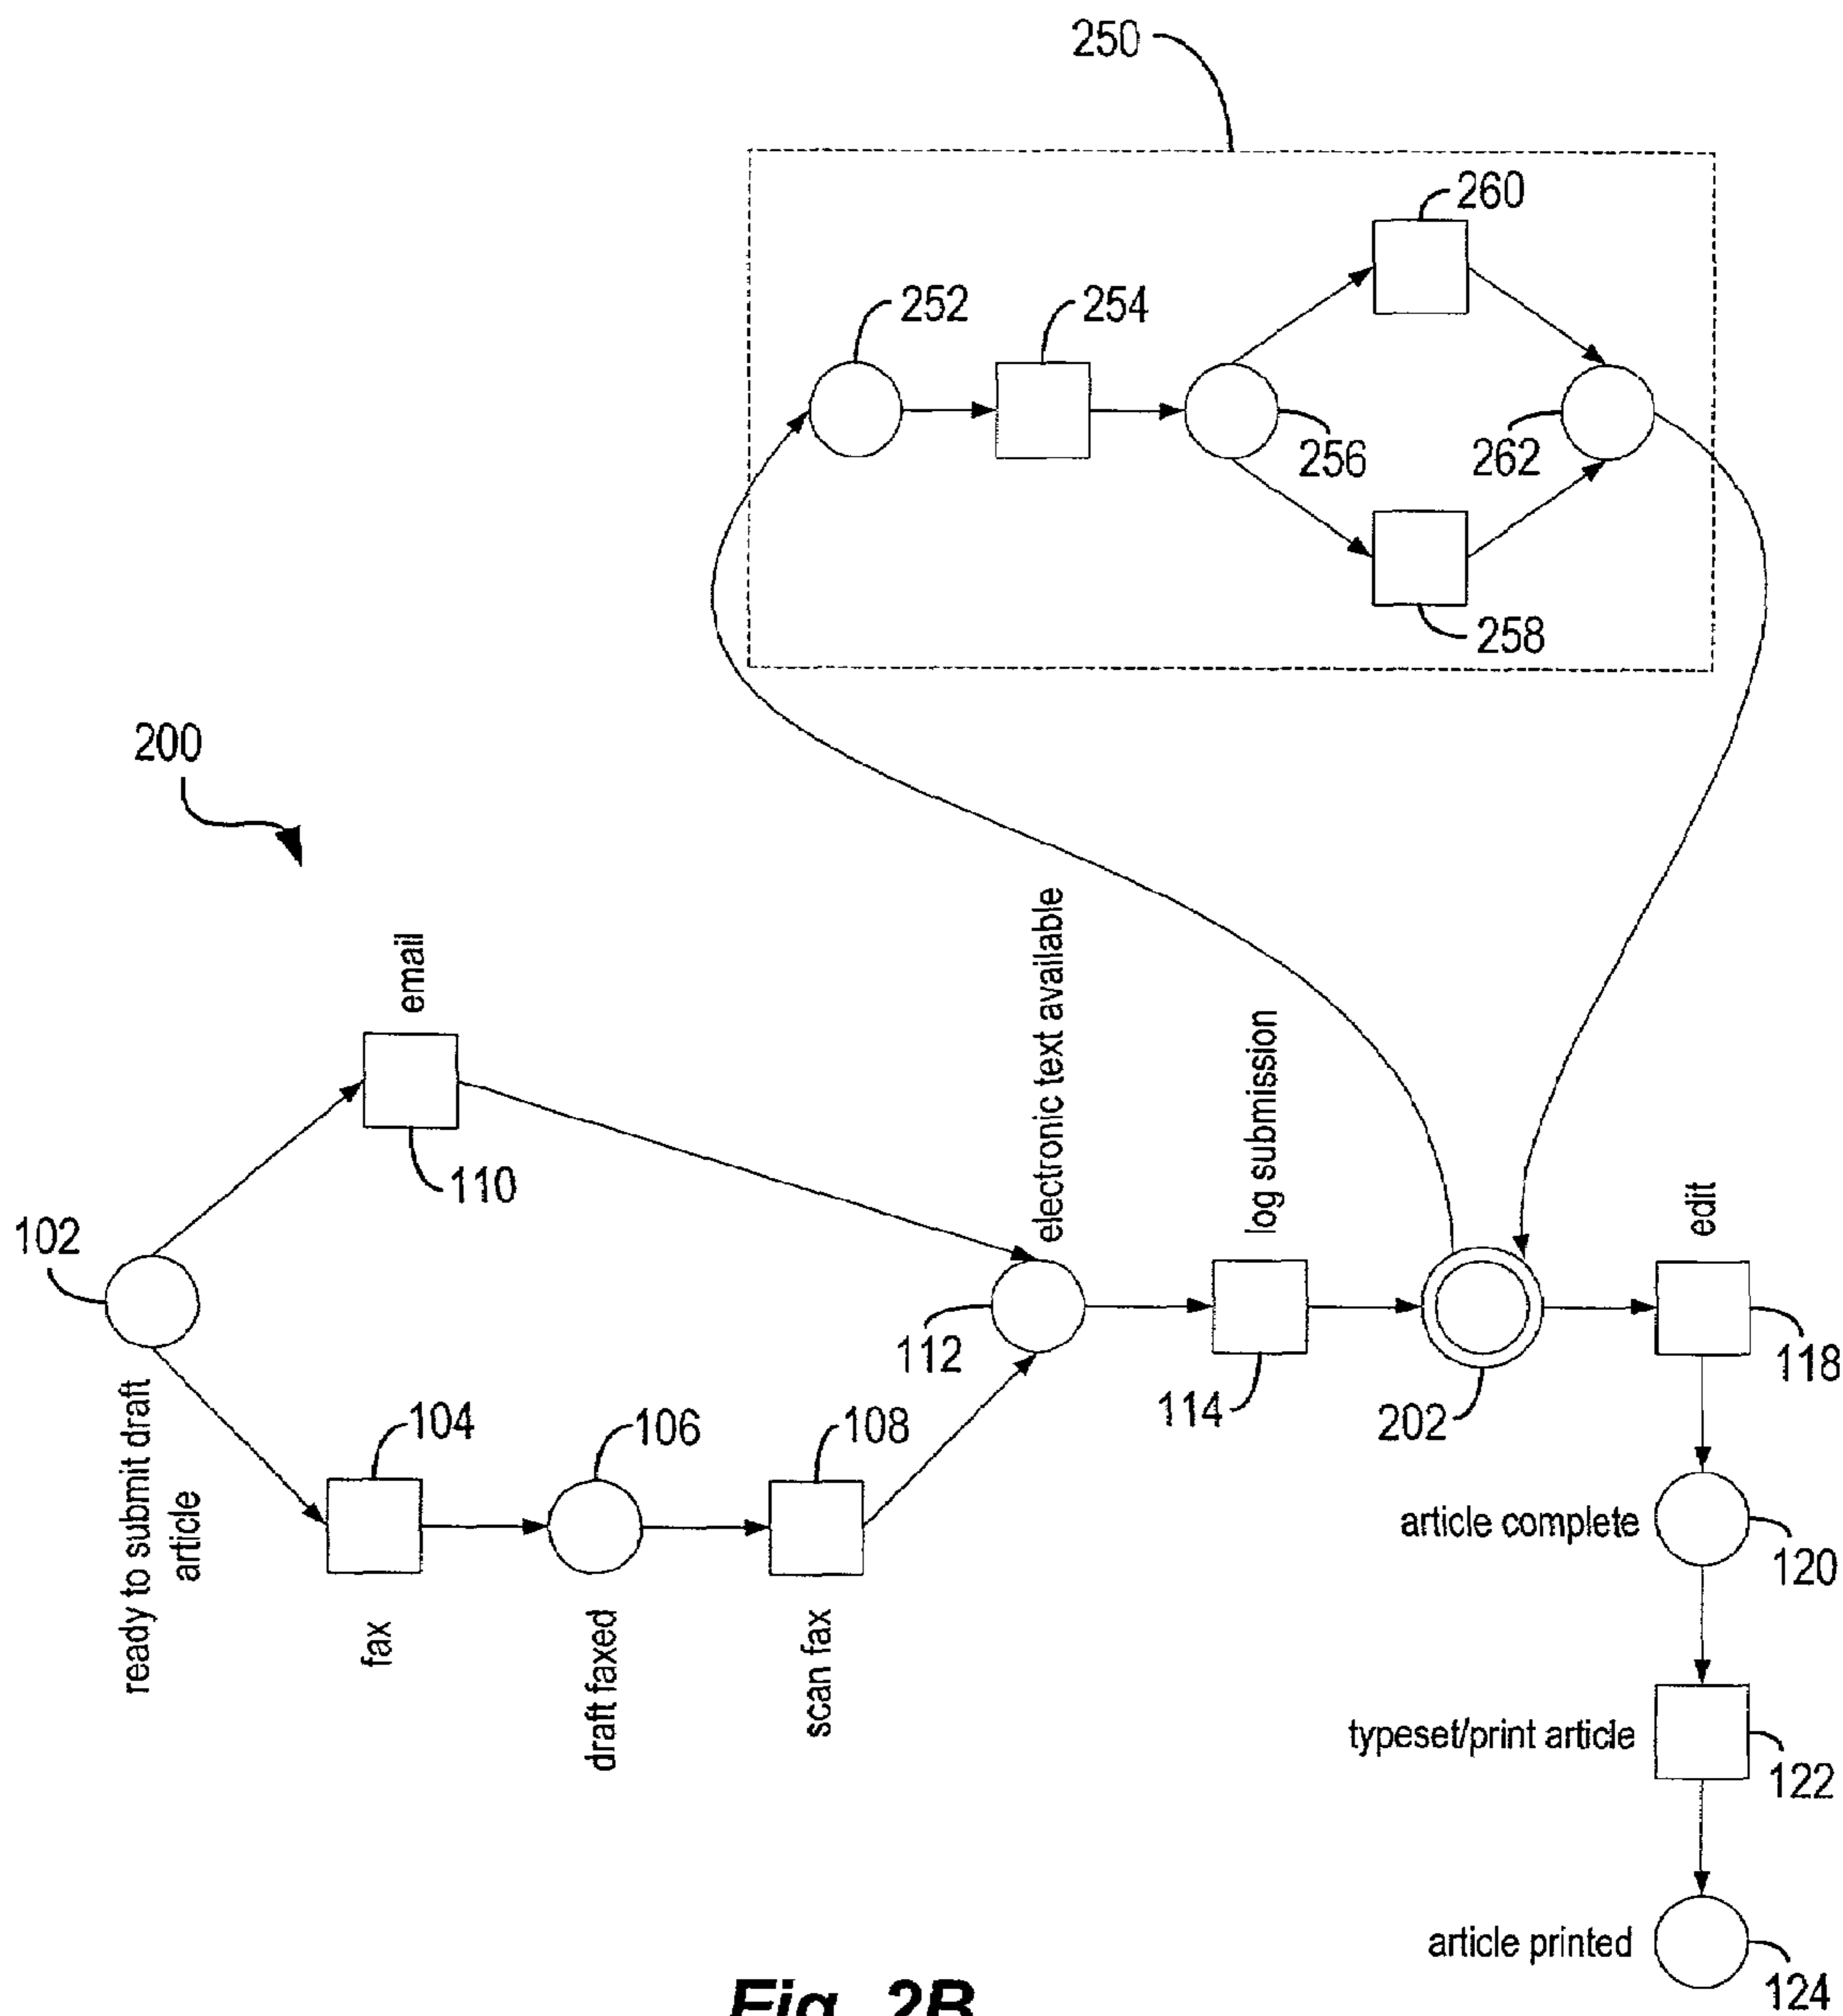 250
260
252
254
256
262
258
200
email
electronic text available
log submission
edit
110
102
112
114
202
118
ready to submit draft
article
104
106
108
fax
draft faxed
scan fax
article complete
120
typeset/print article
122
article printed
124
Fig. 2B